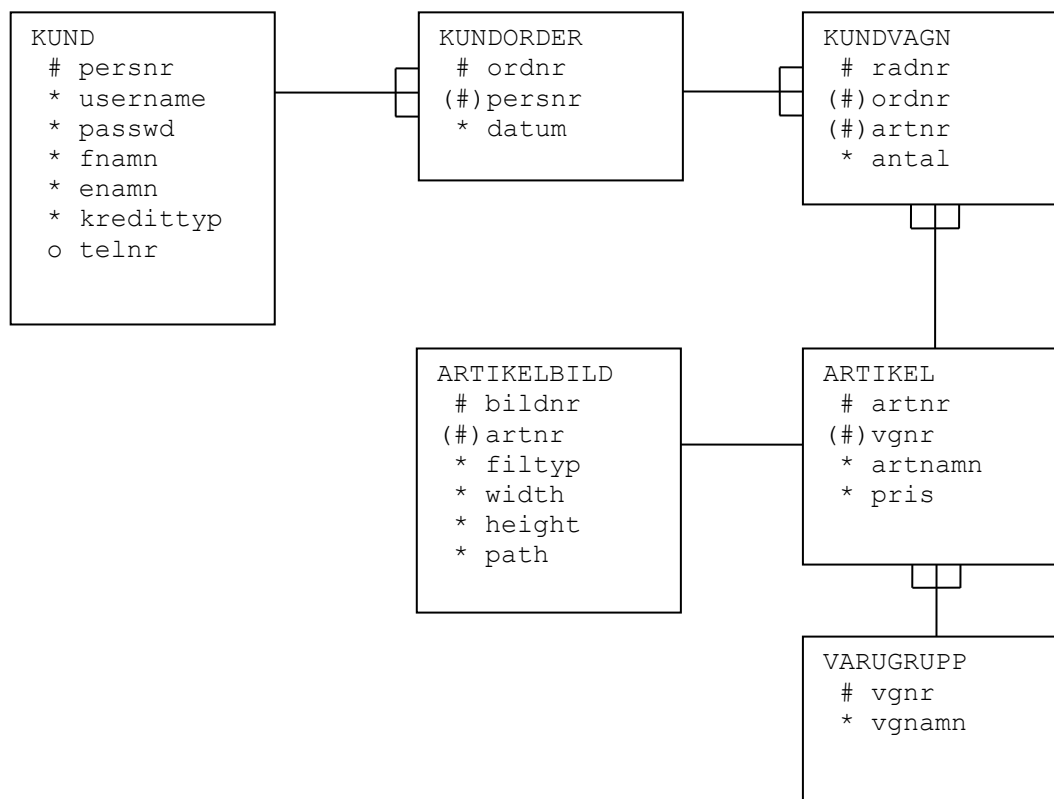 KUND
# persnr
* username
* passwd
* fnamn
* enamn
* kredittyp
o telnr
KUNDORDER
# ordnr
(#)persnr
* datum
KUNDVAGN
# radnr
(#)ordnr
(#)artnr
* antal
ARTIKELBILD
# bildnr
(#)artnr
* filtyp
* width
* height
* path
ARTIKEL
# artnr
(#)vgnr
* artnamn
* pris
VARUGRUPP
# vgnr
* vgnamn